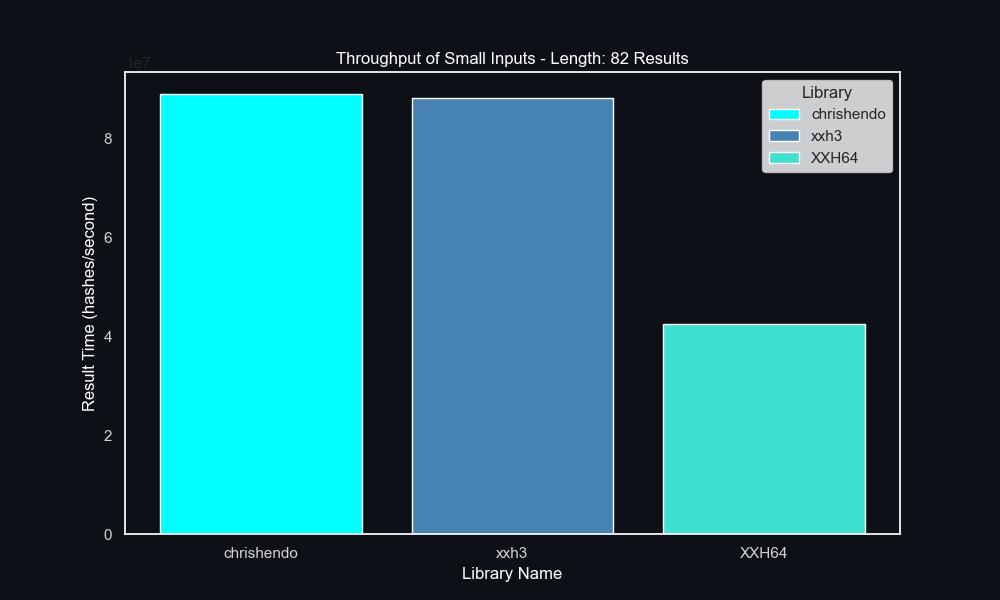 Throughput of Small Inputs - Length: 82 Results
1e7
Library
chrishendo
xxh3
XXH64
8
6
4
2
0
Result Time (hashes/second)
chrishendo
xxh3
XXH64
Library Name